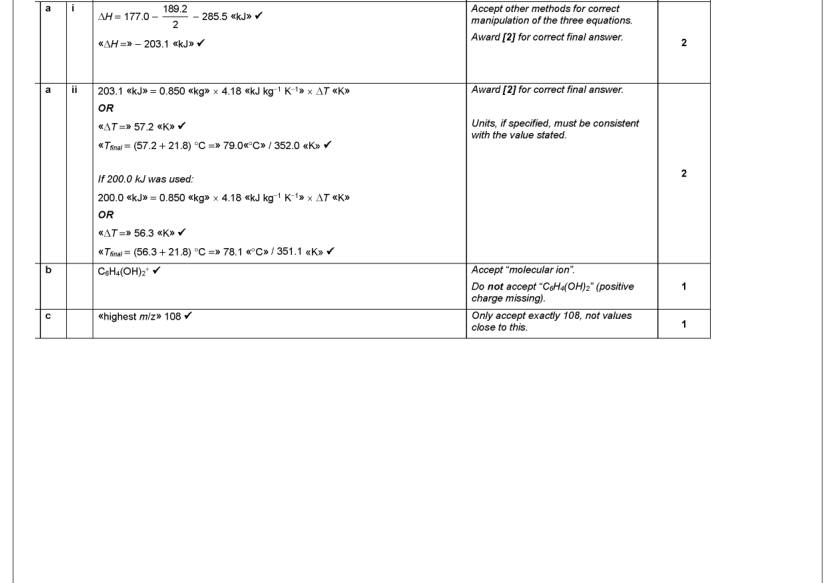 a i ΔH = 177.0 − 189.2/2 − 285.5 «kJ» ✓
«ΔH =» − 203.1 «kJ» ✓
Accept other methods for correct
manipulation of the three equations.
Award [2] for correct final answer.
2
a ii 203.1 «kJ» = 0.850 «kg» × 4.18 «kJ kg⁻¹ K⁻¹» × ΔT «K»
OR
«ΔT =» 57.2 «K» ✓
«Tfinal = (57.2 + 21.8) °C =» 79.0«°C» / 352.0 «K» ✓
If 200.0 kJ was used:
200.0 «kJ» = 0.850 «kg» × 4.18 «kJ kg⁻¹ K⁻¹» × ΔT «K»
OR
«ΔT =» 56.3 «K» ✓
«Tfinal = (56.3 + 21.8) °C =» 78.1 «°C» / 351.1 «K» ✓
Award [2] for correct final answer.
Units, if specified, must be consistent
with the value stated.
2
b C₆H₄(OH)₂⁺ ✓
Accept “molecular ion”.
Do not accept “C₆H₄(OH)₂” (positive
charge missing).
1
c «highest m/z» 108 ✓
Only accept exactly 108, not values
close to this.
1